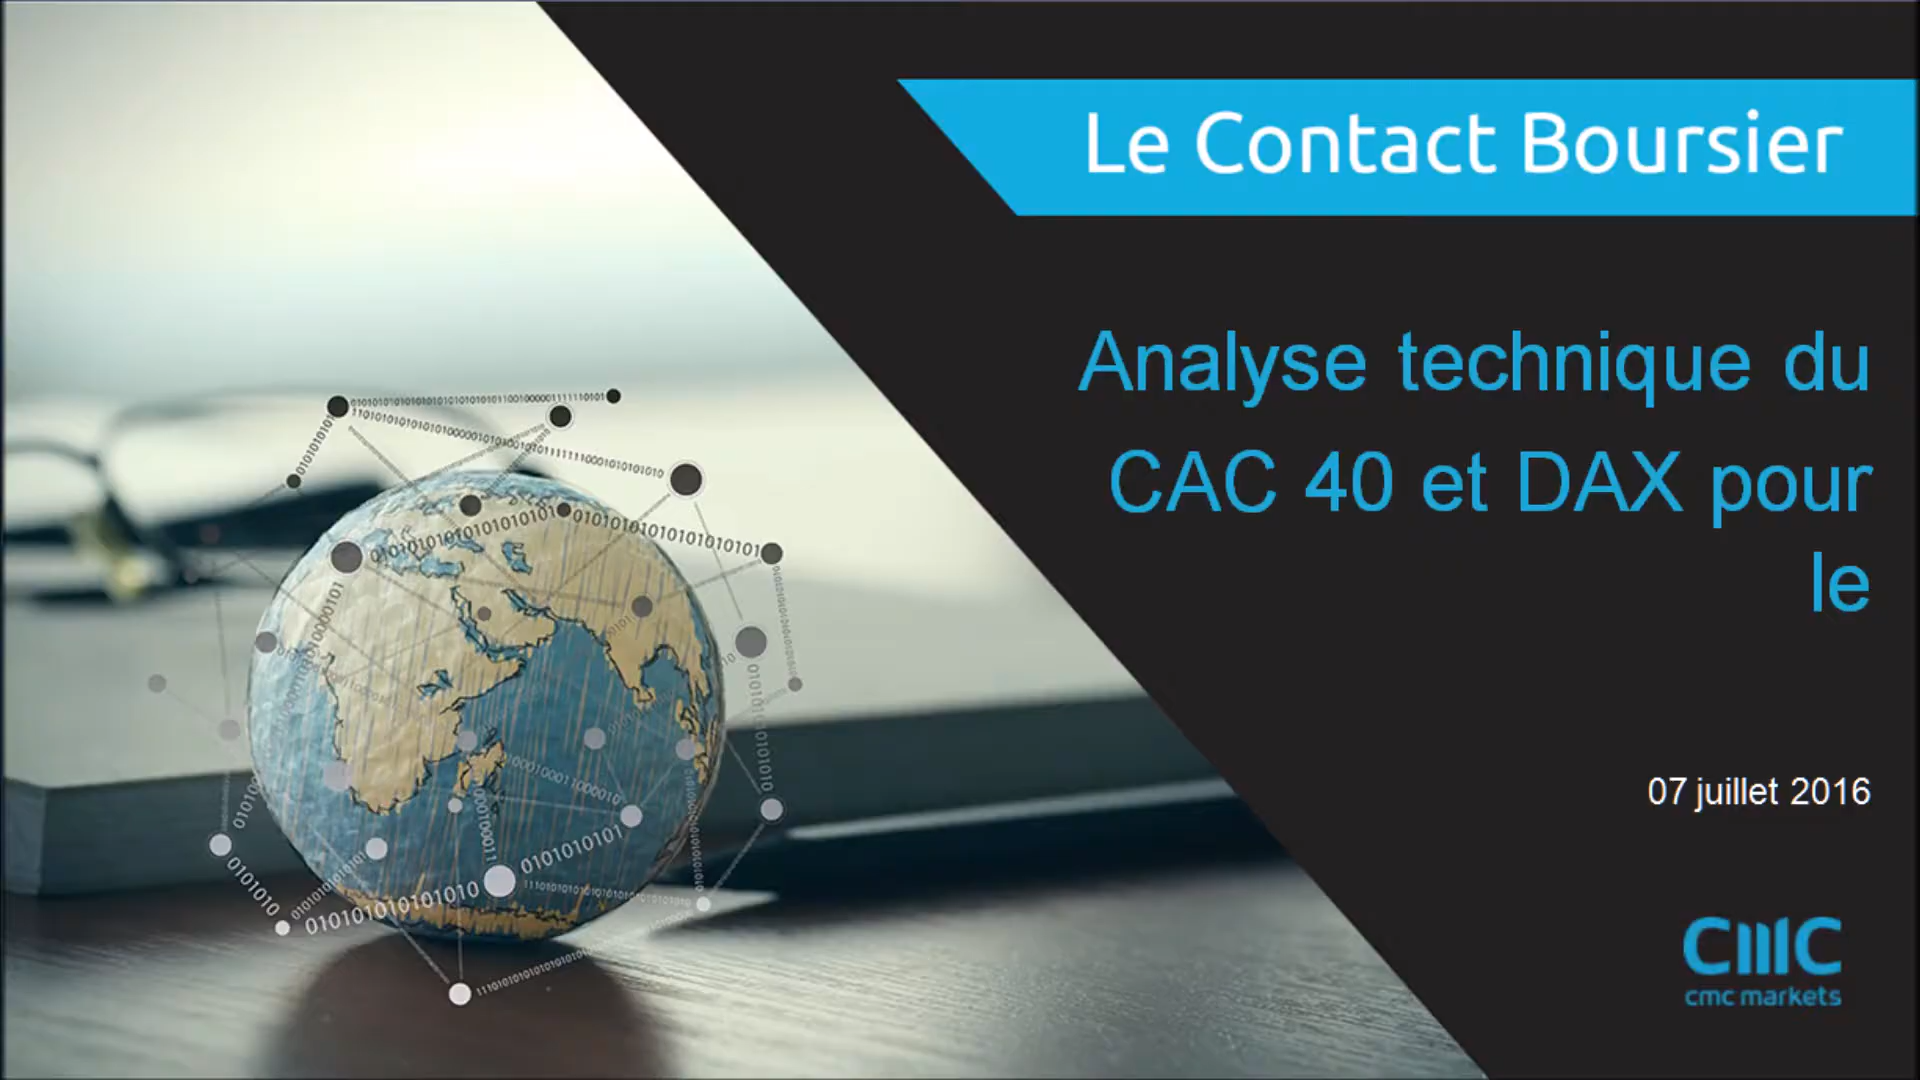 Le Contact Boursier
Analyse technique du
CAC 40 et DAX pour
le
07 juillet 2016
cmc
cmc markets